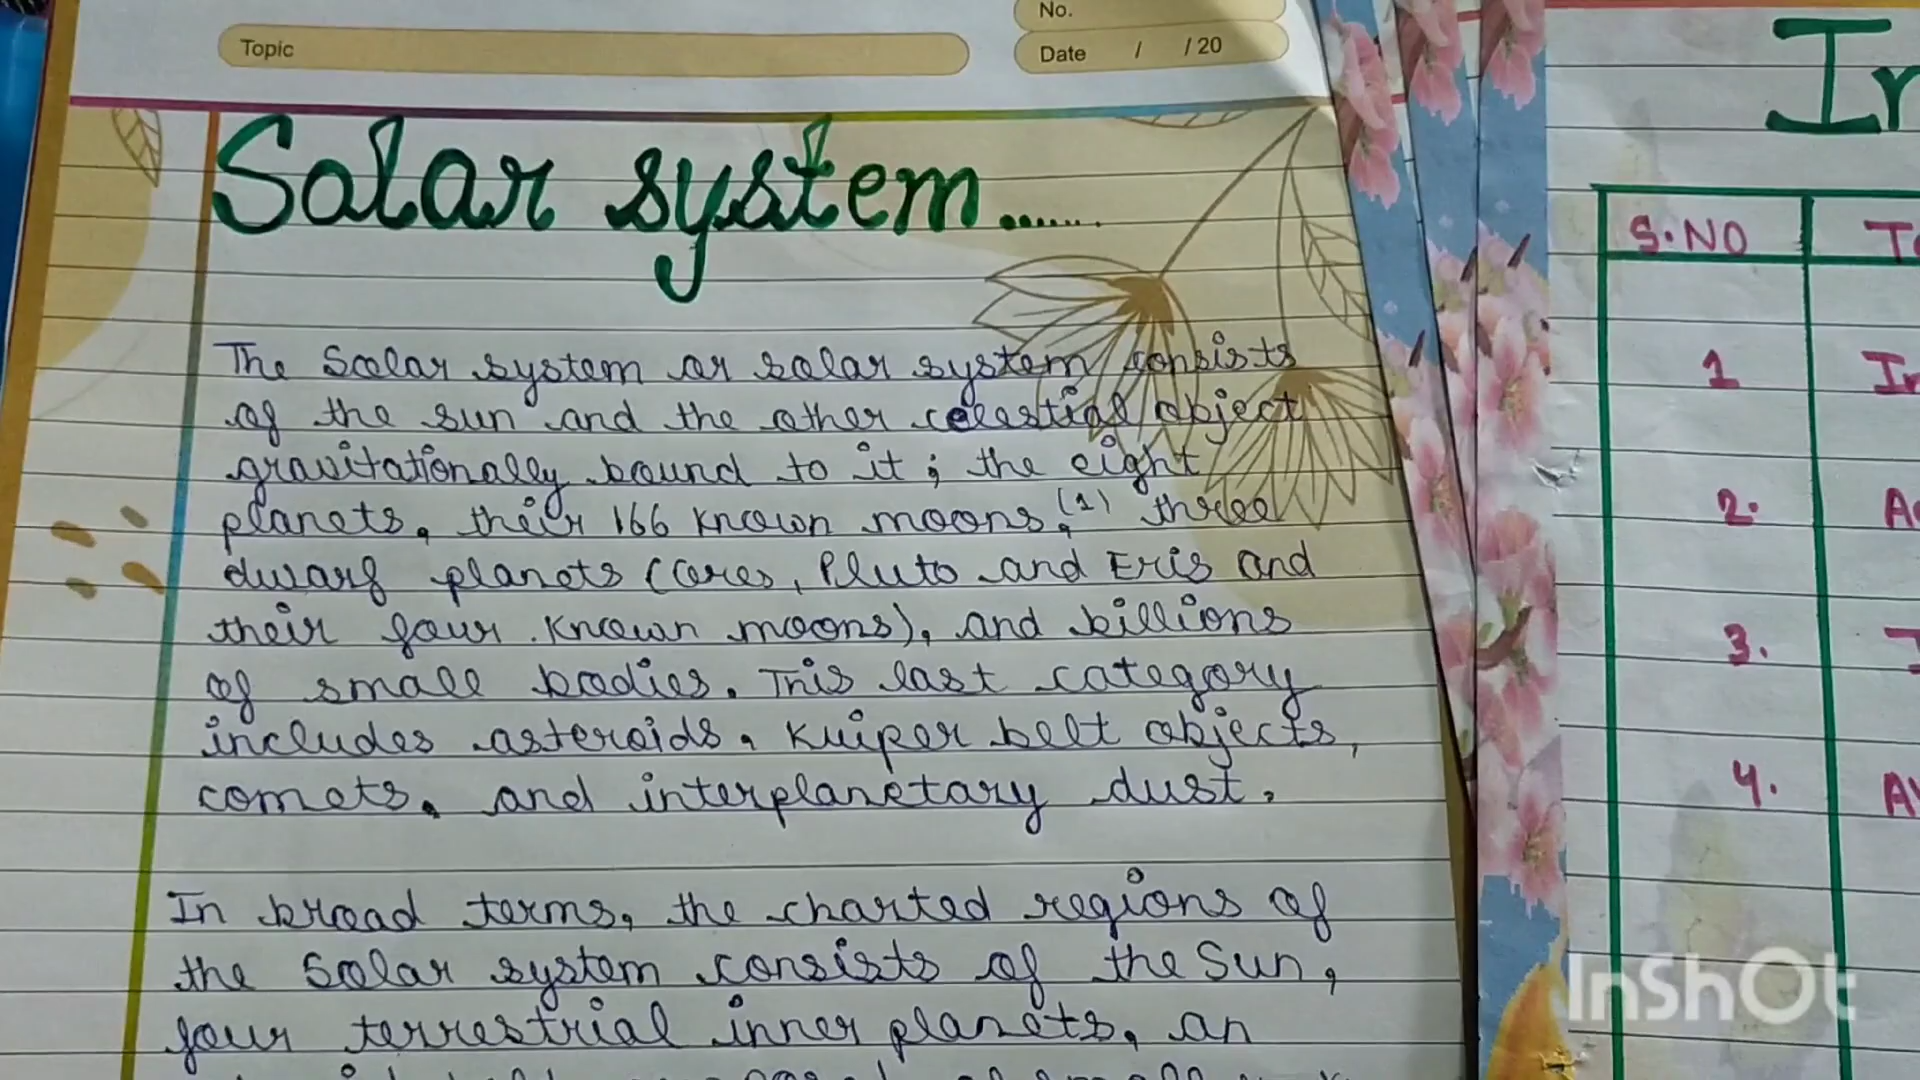 No.
Topic
Date / / 20
Solar system.......
The Solar system or solar system consists
of the sun and the other celestial object
gravitationally bound to it; the eight
planets, their 166 known moons,(1) three
dwarf planets (Ceres, Pluto and Eris and
their four known moons), and billions
of small bodies. This last category
includes asteroids, Kuiper belt objects,
comets, and interplanetary dust.
In broad terms, the charted regions of
the Solar system consists of the Sun,
four terrestrial inner planets, an
S.NO
1
2.
3.
4.
InShOt